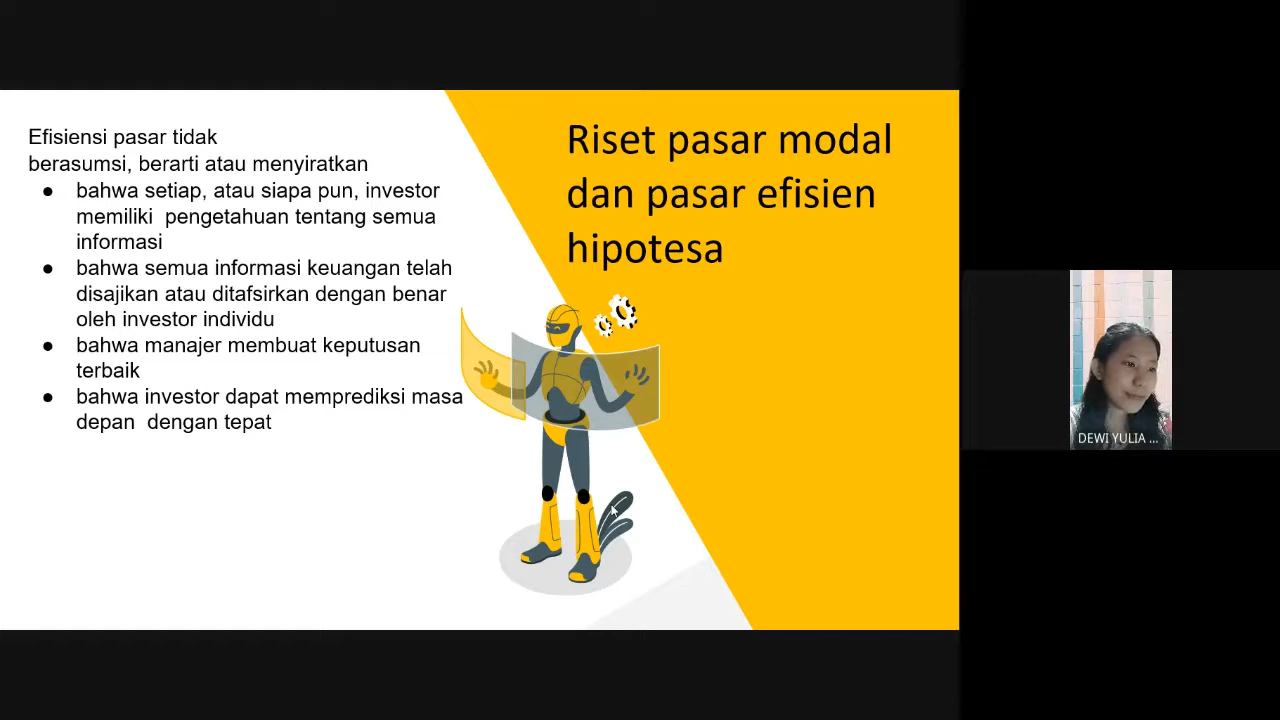 Efisiensi pasar tidak
berasumsi, berarti atau menyiratkan
● bahwa setiap, atau siapa pun, investor
memiliki pengetahuan tentang semua
informasi
● bahwa semua informasi keuangan telah
disajikan atau ditafsirkan dengan benar
oleh investor individu
● bahwa manajer membuat keputusan
terbaik
● bahwa investor dapat memprediksi masa
depan dengan tepat
Riset pasar modal
dan pasar efisien
hipotesa
DEWI YULIA ...